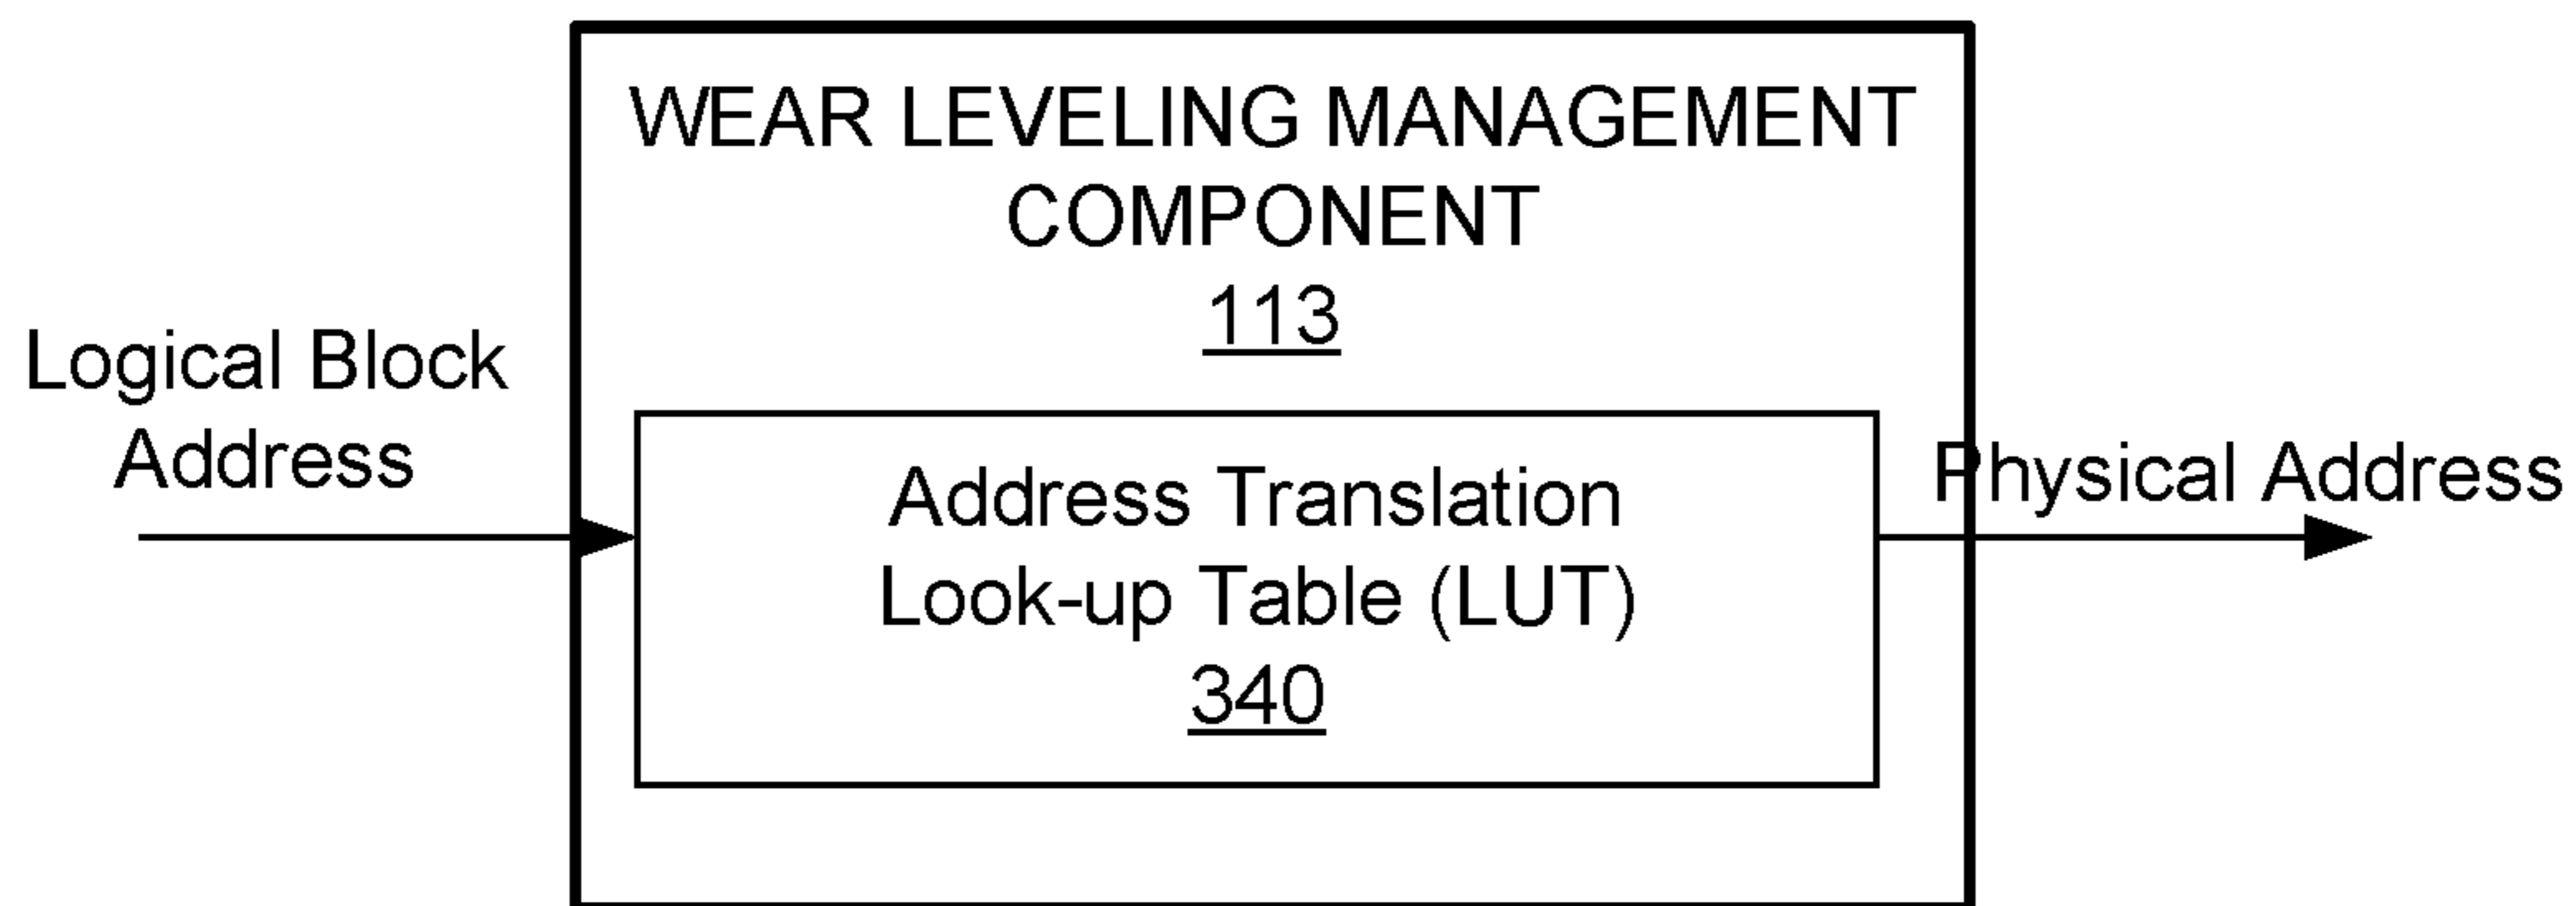 WEAR LEVELING MANAGEMENT
COMPONENT
113
Logical Block
Address
Address Translation
Look-up Table (LUT)
340
Physical Address